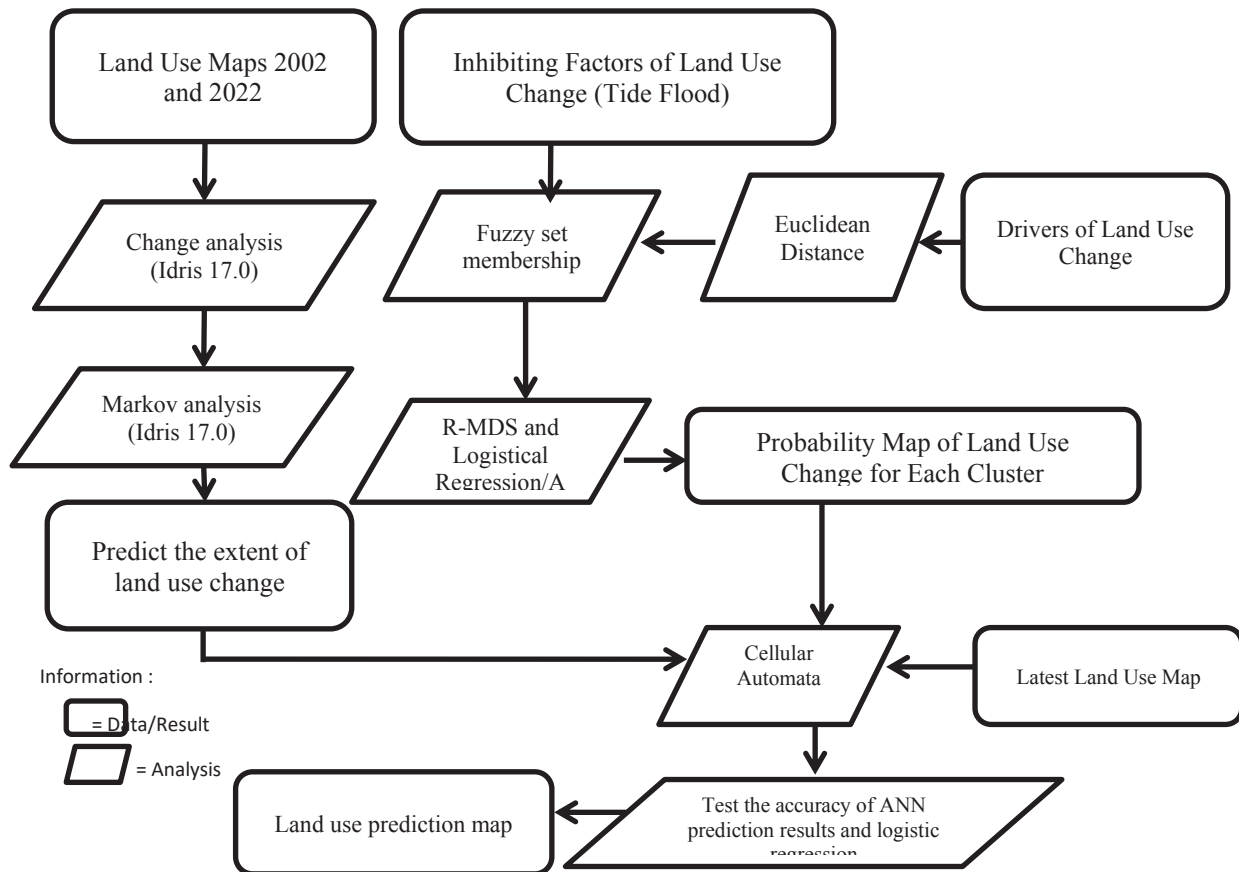 Land Use Maps 2002
and 2022
Inhibiting Factors of Land Use
Change (Tide Flood)
Change analysis
(Idris 17.0)
Fuzzy set
membership
Euclidean
Distance
Drivers of Land Use
Change
Markov analysis
(Idris 17.0)
R-MDS and
Logistical
Regression/A
Probability Map of Land Use
Change for Each Cluster
Predict the extent of
land use change
Cellular
Automata
Latest Land Use Map
Information :
= Data/Result
= Analysis
Land use prediction map
Test the accuracy of ANN
prediction results and logistic
regression